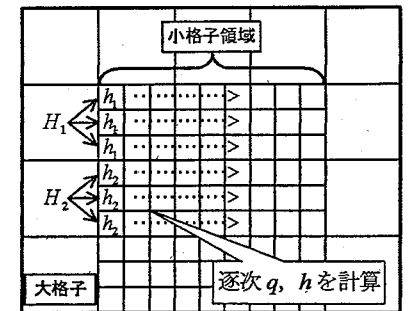 小格子領域
h₁ ............>
H₁ h₁ ............>
h₁ ............>
h₂ ............>
H₂ h₂ ............>
h₂ ............>
大格子
逐次 q, h を計算